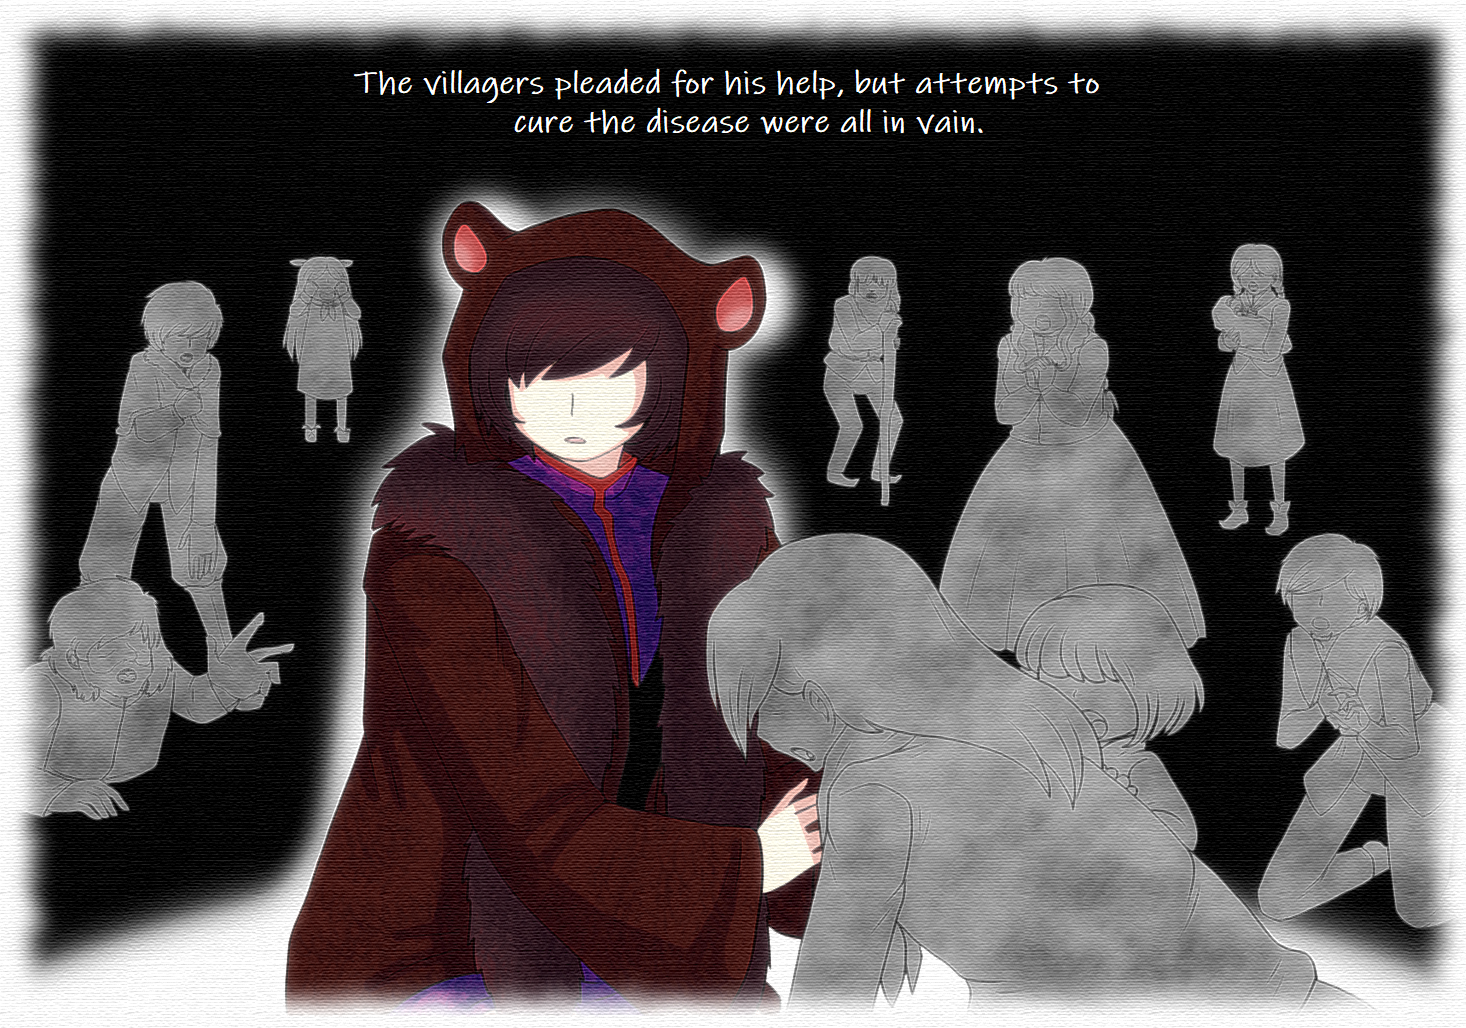 The villagers pleaded for his help, but attempts to
cure the disease were all in vain.